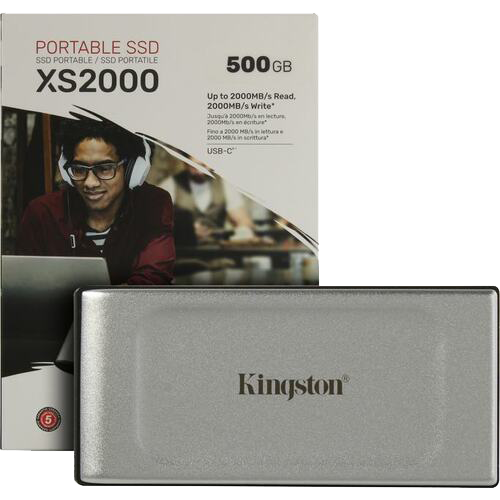 PORTABLE SSD
SSD PORTABLE / SSD PORTATILE
XS2000
500GB
Up to 2000MB/s Read,
2000MB/s Write*
Jusqu'à 2000Mb/s en lecture,
2000Mb/s en écriture*
Fino a 2000 MB/s in lettura e
2000 MB/s in scrittura*
USB-C
5
Kingston®